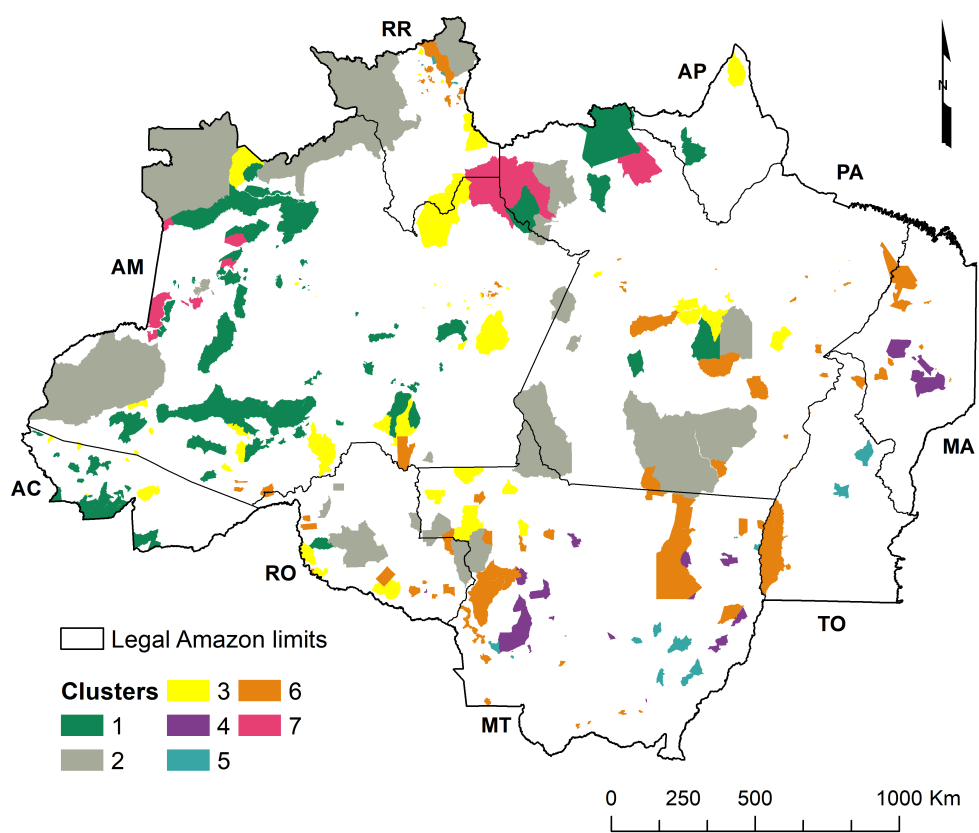 RR
AP
N
PA
AM
MA
AC
RO
TO
MT
Legal Amazon limits
Clusters 3 6
1 4 7
2 5
0 250 500 1000 Km